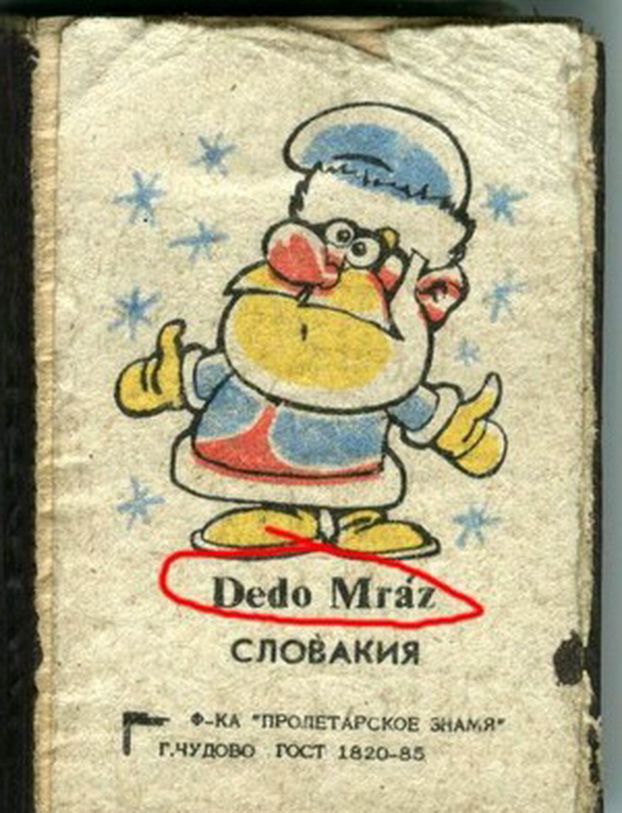 Dedo Mráz
СЛОВАКИЯ
Ф-КА "ПРОЛЕТАРСКОЕ ЗНАМЯ"
Г.ЧУДОВО ГОСТ 1820-85